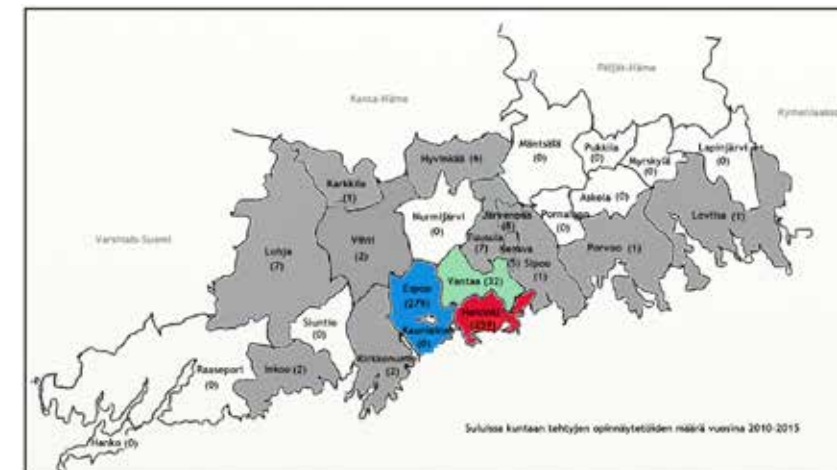 Päijät-Häme
Kanta-Häme
Kymenlaakso
Varsinais-Suomi
Mäntsälä
(0)
Pukkila
(0)
Myrskylä
(0)
Lapinjärvi
(0)
Hyvinkää (6)
Karkkila
(1)
Askola
(0)
Nurmijärvi
(0)
Järvenpää
Pornainen
(0)
Loviisa (1)
Lohja
(7)
Vihti
(2)
Tuusula
(7)
Kerava
(5)
Sipoo
(1)
Porvoo (1)
Vantaa (32)
Espoo
(279)
Helsinki
Kauniainen
(0)
Siuntio
(0)
Kirkkonummi
(2)
Inkoo (2)
Raasepori
(0)
Hanko (0)
Suluissa kuntaan tehtyjen opinnäytetöiden määrä vuosina 2010-2015